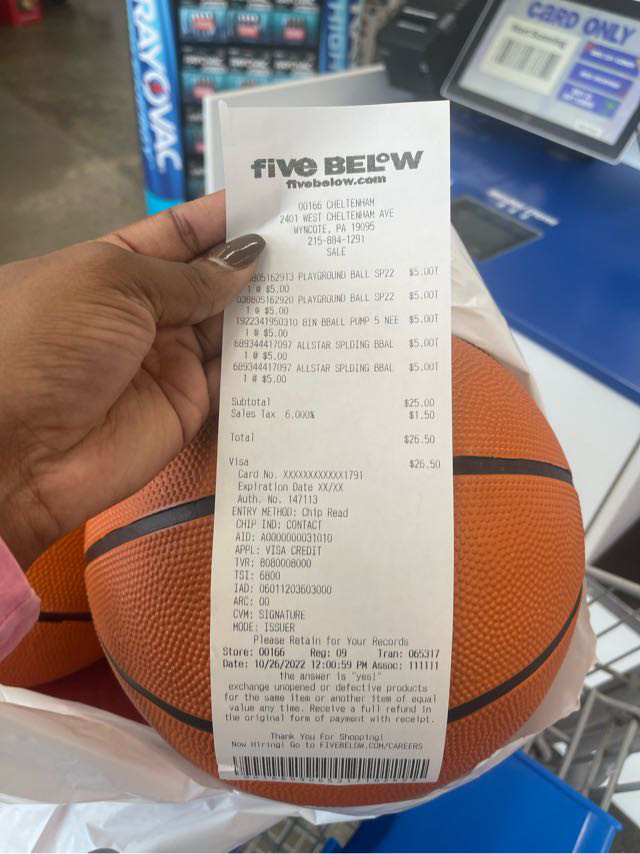 RAYOVAC
CARD ONLY
five BELOW
fivebelow.com
00166 CHELTENHAM
2401 WEST CHELTENHAM AVE
WYNCOTE, PA 19095
215-884-1291
SALE
805162913 PLAYGROUND BALL SP22 $5.00T
1 @ $5.00
038805162920 PLAYGROUND BALL SP22 $5.00T
1 @ $5.00
1922341950310 8IN BBALL PUMP 5 NEE $5.00T
1 @ $5.00
689344417097 ALLSTAR SPLDING BBAL $5.00T
1 @ $5.00
689344417097 ALLSTAR SPLDING BBAL $5.00T
1 @ $5.00
Subtotal $25.00
Sales Tax 6.000% $1.50
Total $26.50
Visa $26.50
Card No. XXXXXXXXXXXX1791
Expiration Date XX/XX
Auth. No. 147113
ENTRY METHOD: Chip Read
CHIP IND: CONTACT
AID: A0000000031010
APPL: VISA CREDIT
TVR: 8080008000
TSI: 6800
IAD: 06011203603000
ARC: 00
CVM: SIGNATURE
MODE: ISSUER
Please Retain for Your Records
Store: 00166 Reg: 09 Tran: 065317
Date: 10/26/2022 12:00:59 PM Assoc: 111111
the answer is "yes!"
exchange unopened or defective products
for the same item or another item of equal
value any time. Receive a full refund in
the original form of payment with receipt.
Thank You For Shopping!
Now Hiring! Go to FIVEBELOW.COM/CAREERS